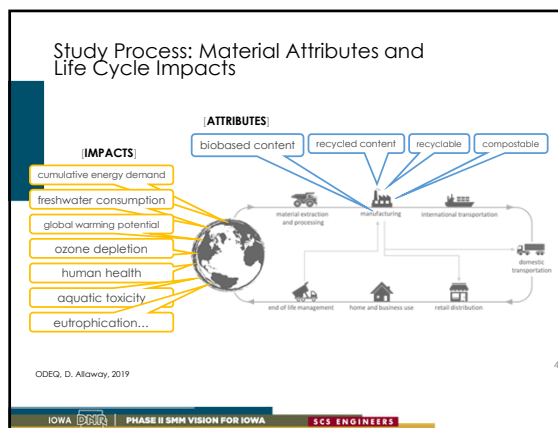 Study Process: Material Attributes and
Life Cycle Impacts
[ATTRIBUTES]
biobased content
recycled content
recyclable
compostable
[IMPACTS]
cumulative energy demand
freshwater consumption
global warming potential
ozone depletion
human health
aquatic toxicity
eutrophication...
material extraction
and processing
manufacturing
international transportation
domestic
transportation
end of life management
home and business use
retail distribution
ODEQ, D. Allaway, 2019
4
IOWA DNR PHASE II SMM VISION FOR IOWA SCS ENGINEERS